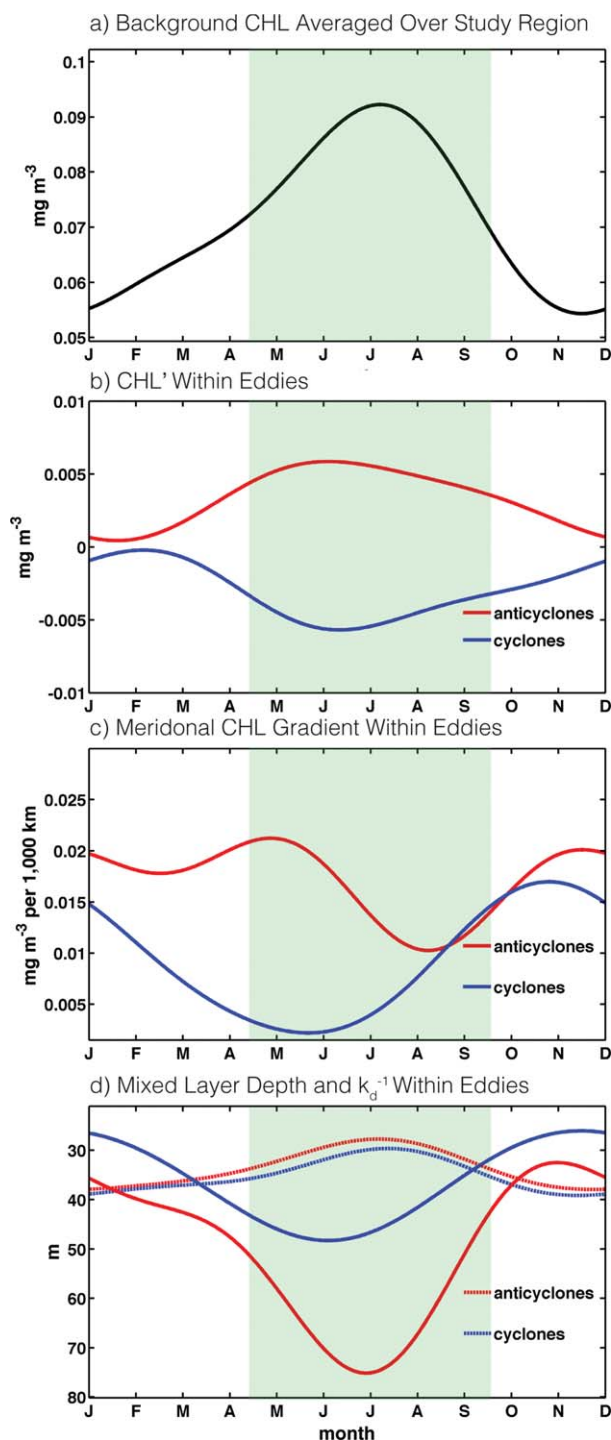 a) Background CHL Averaged Over Study Region
0.1
0.09
0.08
0.07
0.06
0.05
mg m⁻³
J F M A M J J A S O N D
b) CHL' Within Eddies
0.01
0.005
0
-0.005
-0.01
mg m⁻³
anticyclones
cyclones
J F M A M J J A S O N D
c) Meridonal CHL Gradient Within Eddies
0.025
0.02
0.015
0.01
0.005
mg m⁻³ per 1,000 km
anticyclones
cyclones
J F M A M J J A S O N D
d) Mixed Layer Depth and k_d⁻¹ Within Eddies
30
40
50
60
70
80
m
anticyclones
cyclones
J F M A M J J A S O N D
month